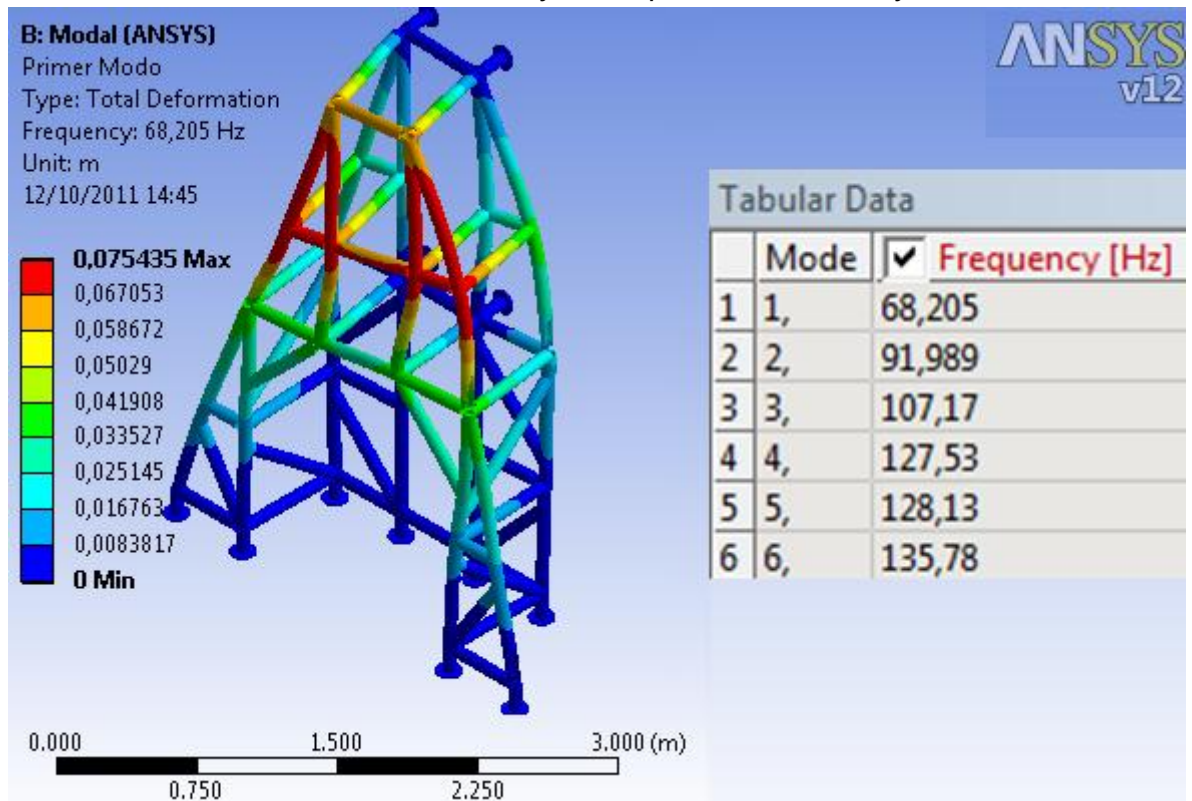 B: Modal (ANSYS)
Primer Modo
Type: Total Deformation
Frequency: 68,205 Hz
Unit: m
12/10/2011 14:45
0,075435 Max
0,067053
0,058672
0,05029
0,041908
0,033527
0,025145
0,016763
0,0083817
0 Min
0.000 1.500 3.000 (m)
0.750 2.250
ANSYS
v12
Tabular Data
Mode Frequency [Hz]
1 1, 68,205
2 2, 91,989
3 3, 107,17
4 4, 127,53
5 5, 128,13
6 6, 135,78